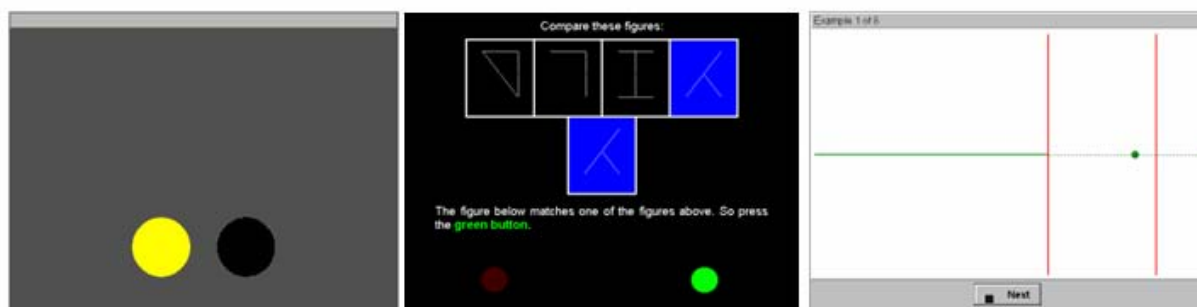 Compare these figures:
The figure below matches one of the figures above. So press
the green button.
Example 1 of 6
Next